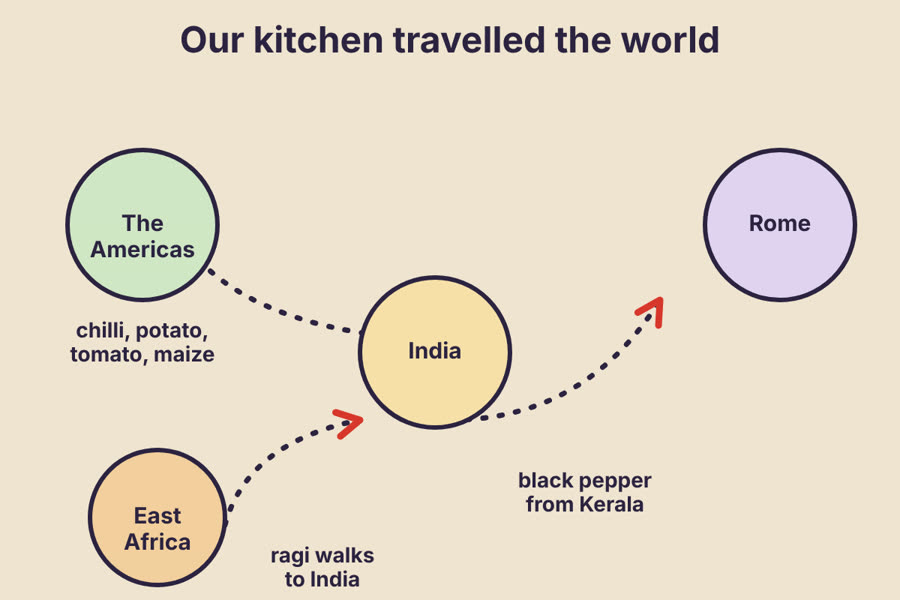 Our kitchen travelled the world
The
Americas
Rome
chilli, potato,
tomato, maize
India
black pepper
from Kerala
East
Africa
ragi walks
to India